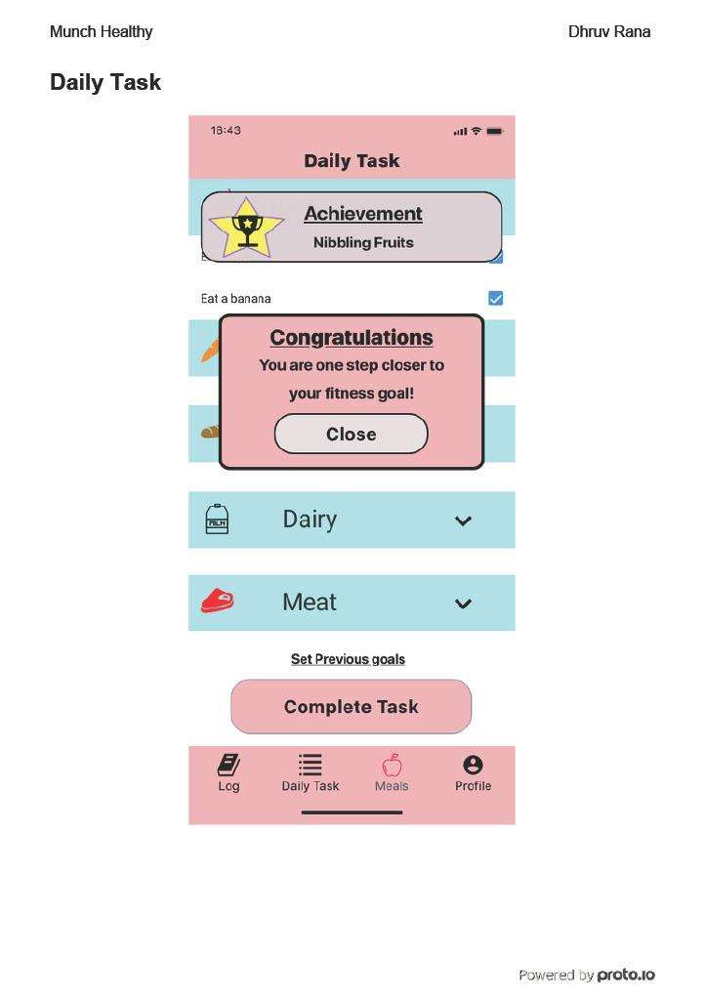 Munch Healthy
Dhruv Rana
Daily Task
18:43
Daily Task
Achievement
Nibbling Fruits
Eat a banana
Congratulations
You are one step closer to
your fitness goal!
Close
MILK
Dairy
Meat
Set Previous goals
Complete Task
Log
Daily Task
Meals
Profile
Powered by proto.io